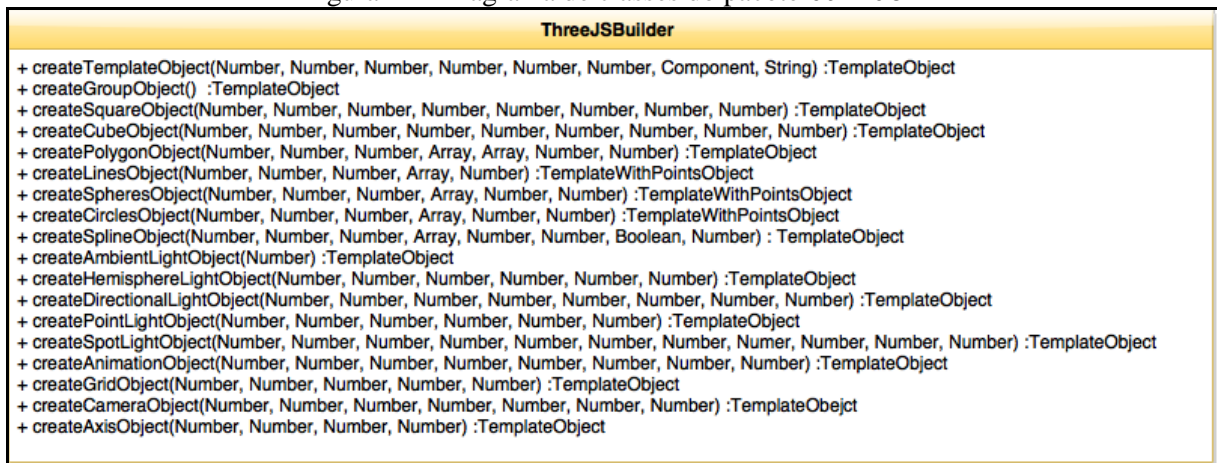 ThreeJSBuilder
+ createTemplateObject(Number, Number, Number, Number, Number, Number, Component, String) :TemplateObject
+ createGroupObject() :TemplateObject
+ createSquareObject(Number, Number, Number, Number, Number, Number, Number, Number) :TemplateObject
+ createCubeObject(Number, Number, Number, Number, Number, Number, Number, Number, Number) :TemplateObject
+ createPolygonObject(Number, Number, Number, Array, Array, Number, Number) :TemplateObject
+ createLinesObject(Number, Number, Number, Array, Number) :TemplateWithPointsObject
+ createSpheresObject(Number, Number, Number, Array, Number, Number) :TemplateWithPointsObject
+ createCirclesObject(Number, Number, Number, Array, Number, Number) :TemplateWithPointsObject
+ createSplineObject(Number, Number, Number, Array, Number, Number, Boolean, Number) : TemplateObject
+ createAmbientLightObject(Number) :TemplateObject
+ createHemisphereLightObject(Number, Number, Number, Number, Number, Number) :TemplateObject
+ createDirectionalLightObject(Number, Number, Number, Number, Number, Number, Number, Number) :TemplateObject
+ createPointLightObject(Number, Number, Number, Number, Number) :TemplateObject
+ createSpotLightObject(Number, Number, Number, Number, Number, Number, Number, Numer, Number, Number, Number) :TemplateObject
+ createAnimationObject(Number, Number, Number, Number, Number, Number, Number, Number) :TemplateObject
+ createGridObject(Number, Number, Number, Number, Number) :TemplateObject
+ createCameraObject(Number, Number, Number, Number, Number, Number, Number) :TemplateObejct
+ createAxisObject(Number, Number, Number, Number) :TemplateObject